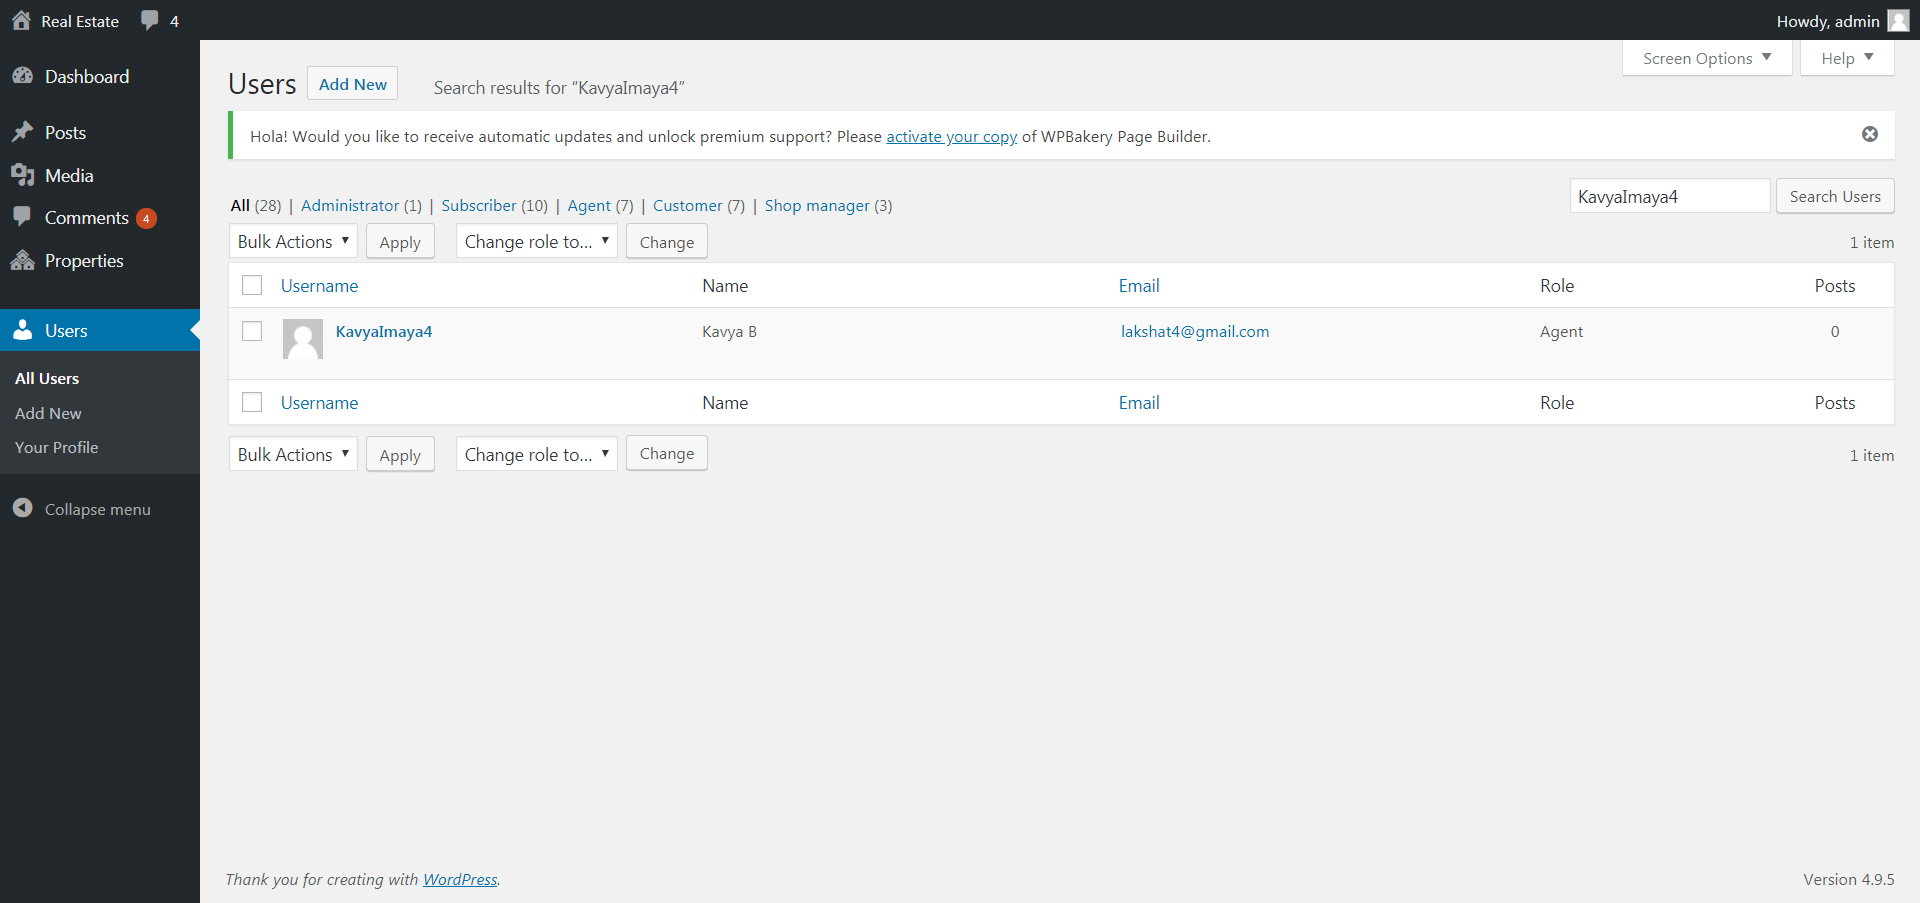 Real Estate 4 Howdy, admin
Screen Options Help
Dashboard
Posts
Media
Comments 4
Properties
Users
All Users
Add New
Your Profile
Collapse menu
Users Add New Search results for “KavyaImaya4”
Hola! Would you like to receive automatic updates and unlock premium support? Please activate your copy of WPBakery Page Builder.
All (28) | Administrator (1) | Subscriber (10) | Agent (7) | Customer (7) | Shop manager (3)
KavyaImaya4 Search Users
Bulk Actions Apply Change role to... Change 1 item
Username Name Email Role Posts
KavyaImaya4 Kavya B lakshat4@gmail.com Agent 0
Username Name Email Role Posts
Bulk Actions Apply Change role to... Change 1 item
Thank you for creating with WordPress. Version 4.9.5